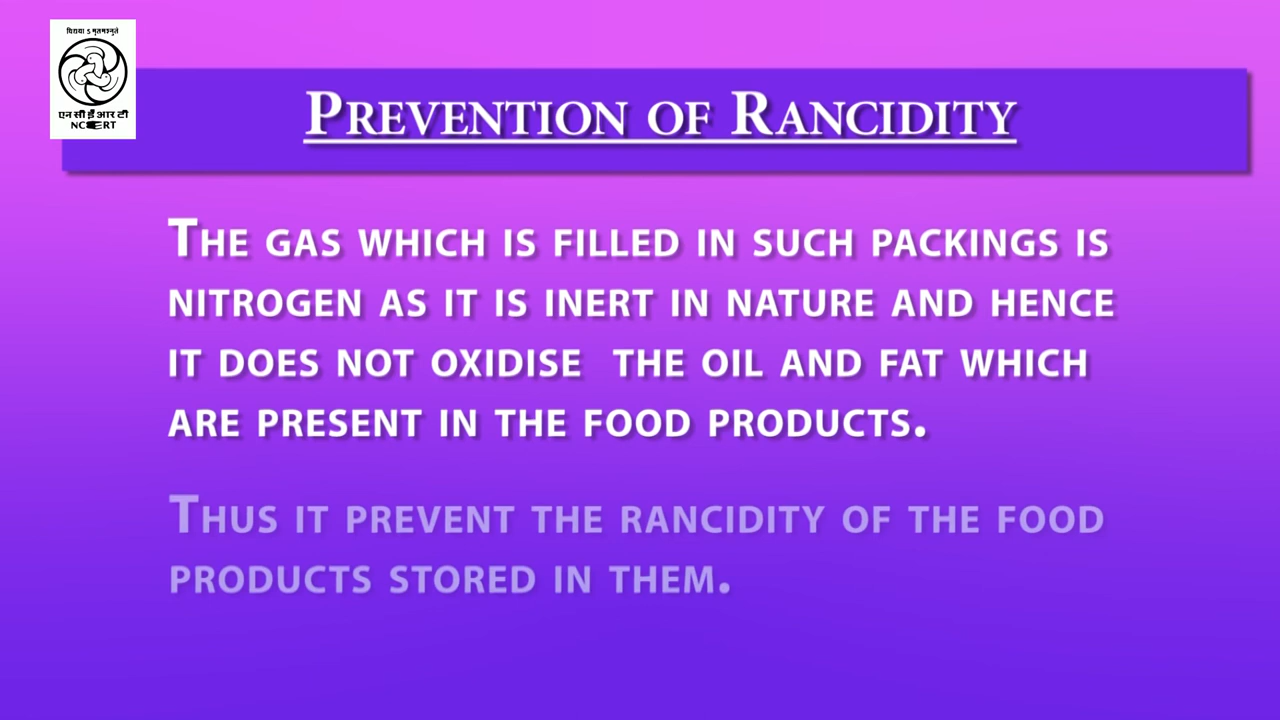 विद्यया ऽ मृतमश्नुते
एन सी ई आर टी
NCERT
PREVENTION OF RANCIDITY
THE GAS WHICH IS FILLED IN SUCH PACKINGS IS
NITROGEN AS IT IS INERT IN NATURE AND HENCE
IT DOES NOT OXIDISE THE OIL AND FAT WHICH
ARE PRESENT IN THE FOOD PRODUCTS.
THUS IT PREVENT THE RANCIDITY OF THE FOOD
PRODUCTS STORED IN THEM.